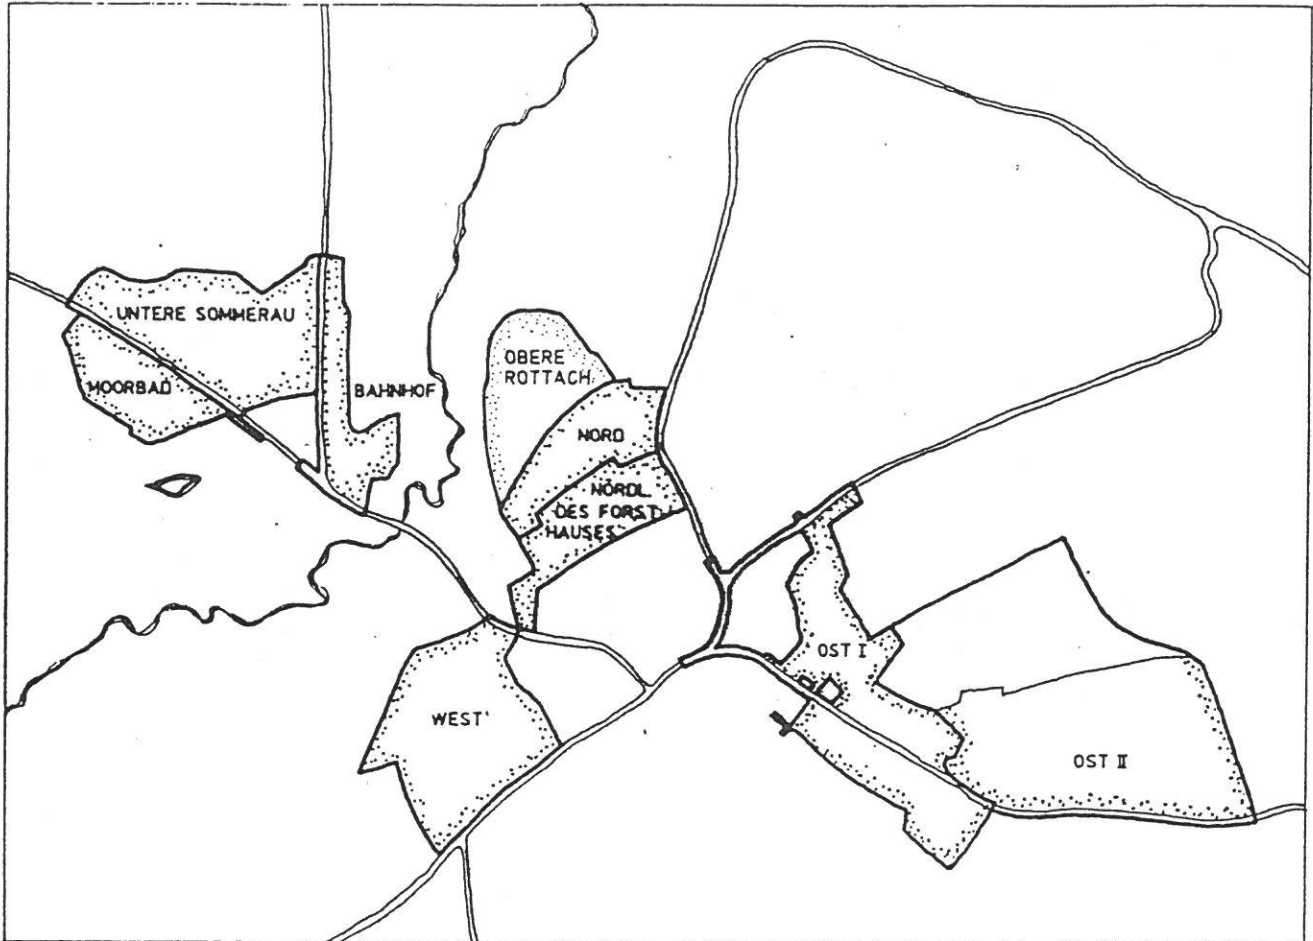 UNTERE SOMMERAU
MOORBAD
BAHNHOF
OBERE
ROTTACH
NORD
NÖRDL.
DES FORST
HAUSES
WEST
OST I
OST II